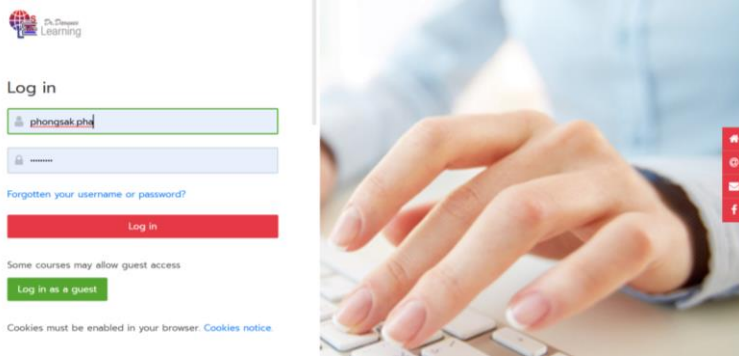 Learning
Log in
phongsak.pha
Forgotten your username or password?
Log in
Some courses may allow guest access
Log in as a guest
Cookies must be enabled in your browser. Cookies notice